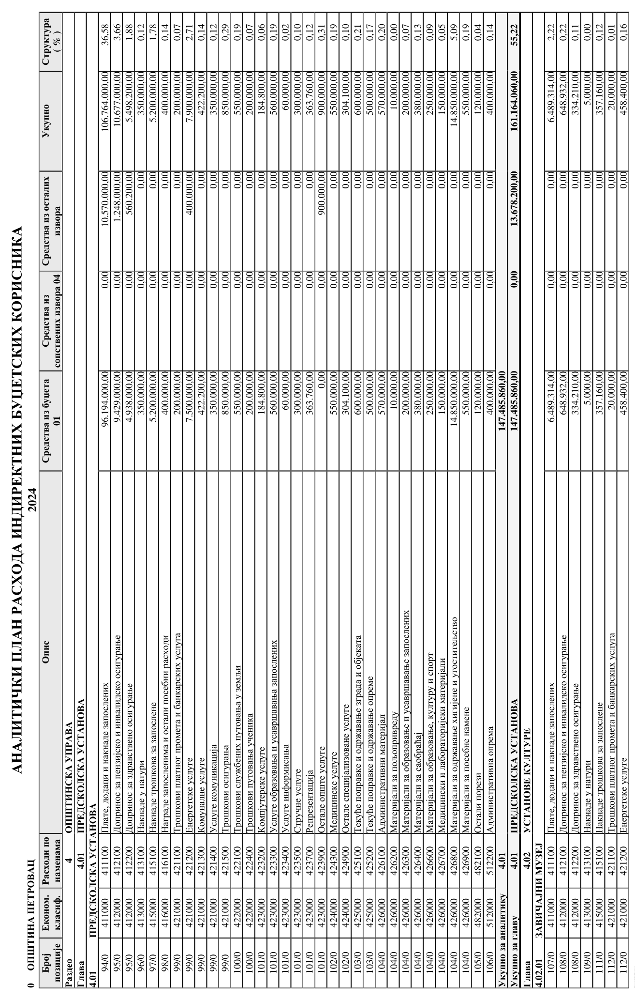 АНАЛИТИЧКИ ПЛАН РАСХОДА ИНДИРЕКТНИХ БУЏЕТСКИХ КОРИСНИКА
2024
0 ОПШТИНА ПЕТРОВАЦ
Број позиције Економ. класиф. Расходи по наменама Опис Средства из буџета 01 Средства из сопствених извора 04 Средства из осталих извора Укупно Структура ( % )
Раздео 4 ОПШТИНСКА УПРАВА
Глава 4.01 ПРЕДСКОЛСКА УСТАНОВА
4.01 ПРЕДСКОЛСКА УСТАНОВА
94/0 411000 411100 Плате, додаци и накнаде запослених 96.194.000,00 0,00 10.570.000,00 106.764.000,00 36,58
95/0 412000 412100 Допринос за пензијско и инвалидско осигурање 9.429.000,00 0,00 1.248.000,00 10.677.000,00 3,66
95/0 412000 412200 Допринос за здравствено осигурање 4.938.000,00 0,00 560.200,00 5.498.200,00 1,88
96/0 413000 413100 Накнаде у натури 350.000,00 0,00 0,00 350.000,00 0,12
97/0 415000 415100 Накнаде трошкова за запослене 5.200.000,00 0,00 0,00 5.200.000,00 1,78
98/0 416000 416100 Награде запосленима и остали посебни расходи 400.000,00 0,00 0,00 400.000,00 0,14
99/0 421000 421100 Трошкови платног промета и банкарских услуга 200.000,00 0,00 0,00 200.000,00 0,07
99/0 421000 421200 Енергетске услуге 7.500.000,00 0,00 400.000,00 7.900.000,00 2,71
99/0 421000 421300 Комуналне услуге 422.200,00 0,00 0,00 422.200,00 0,14
99/0 421000 421400 Услуге комуникација 350.000,00 0,00 0,00 350.000,00 0,12
99/0 421000 421500 Трошкови осигурања 850.000,00 0,00 0,00 850.000,00 0,29
100/0 422000 422100 Трошкови службених путовања у земљи 550.000,00 0,00 0,00 550.000,00 0,19
100/0 422000 422400 Трошкови путовања ученика 200.000,00 0,00 0,00 200.000,00 0,07
101/0 423000 423200 Компјутерске услуге 184.800,00 0,00 0,00 184.800,00 0,06
101/0 423000 423300 Услуге образовања и усавршавања запослених 560.000,00 0,00 0,00 560.000,00 0,19
101/0 423000 423400 Услуге информисања 60.000,00 0,00 0,00 60.000,00 0,02
101/0 423000 423500 Стручне услуге 300.000,00 0,00 0,00 300.000,00 0,10
101/0 423000 423700 Репрезентација 363.760,00 0,00 0,00 363.760,00 0,12
101/0 423000 423900 Остале опште услуге 0,00 0,00 900.000,00 900.000,00 0,31
102/0 424000 424300 Медицинске услуге 550.000,00 0,00 0,00 550.000,00 0,19
102/0 424000 424900 Остале специјализоване услуге 304.100,00 0,00 0,00 304.100,00 0,10
103/0 425000 425100 Текуће поправке и одржавање зграда и објеката 600.000,00 0,00 0,00 600.000,00 0,21
103/0 425000 425200 Текуће поправке и одржавање опреме 500.000,00 0,00 0,00 500.000,00 0,17
104/0 426000 426100 Административни материјал 570.000,00 0,00 0,00 570.000,00 0,20
104/0 426000 426200 Материјали за пољопривреду 10.000,00 0,00 0,00 10.000,00 0,00
104/0 426000 426300 Материјали за образовање и усавршавање запослених 200.000,00 0,00 0,00 200.000,00 0,07
104/0 426000 426400 Материјали за саобраћај 380.000,00 0,00 0,00 380.000,00 0,13
104/0 426000 426600 Материјали за образовање, културу и спорт 250.000,00 0,00 0,00 250.000,00 0,09
104/0 426000 426700 Медицински и лабораторијски материјали 150.000,00 0,00 0,00 150.000,00 0,05
104/0 426000 426800 Материјали за одржавање хигијене и угоститељство 14.850.000,00 0,00 0,00 14.850.000,00 5,09
104/0 426000 426900 Материјали за посебне намене 550.000,00 0,00 0,00 550.000,00 0,19
105/0 482000 482100 Остали порези 120.000,00 0,00 0,00 120.000,00 0,04
106/0 512000 512200 Административна опрема 400.000,00 0,00 0,00 400.000,00 0,14
Укупно за аналитику 4.01 147.485.860,00
Укупно за главу 4.01 ПРЕДСКОЛСКА УСТАНОВА 147.485.860,00 0,00 13.678.200,00 161.164.060,00 55,22
Глава 4.02 УСТАНОВЕ КУЛТУРЕ
4.02.01 ЗАВИЧАЈНИ МУЗЕЈ
107/0 411000 411100 Плате, додаци и накнаде запослених 6.489.314,00 0,00 0,00 6.489.314,00 2,22
108/0 412000 412100 Допринос за пензијско и инвалидско осигурање 648.932,00 0,00 0,00 648.932,00 0,22
108/0 412000 412200 Допринос за здравствено осигурање 334.210,00 0,00 0,00 334.210,00 0,11
109/0 413000 413100 Накнаде у натури 5.000,00 0,00 0,00 5.000,00 0,00
111/0 415000 415100 Накнаде трошкова за запослене 357.160,00 0,00 0,00 357.160,00 0,12
112/0 421000 421100 Трошкови платног промета и банкарских услуга 20.000,00 0,00 0,00 20.000,00 0,01
112/0 421000 421200 Енергетске услуге 458.400,00 0,00 0,00 458.400,00 0,16